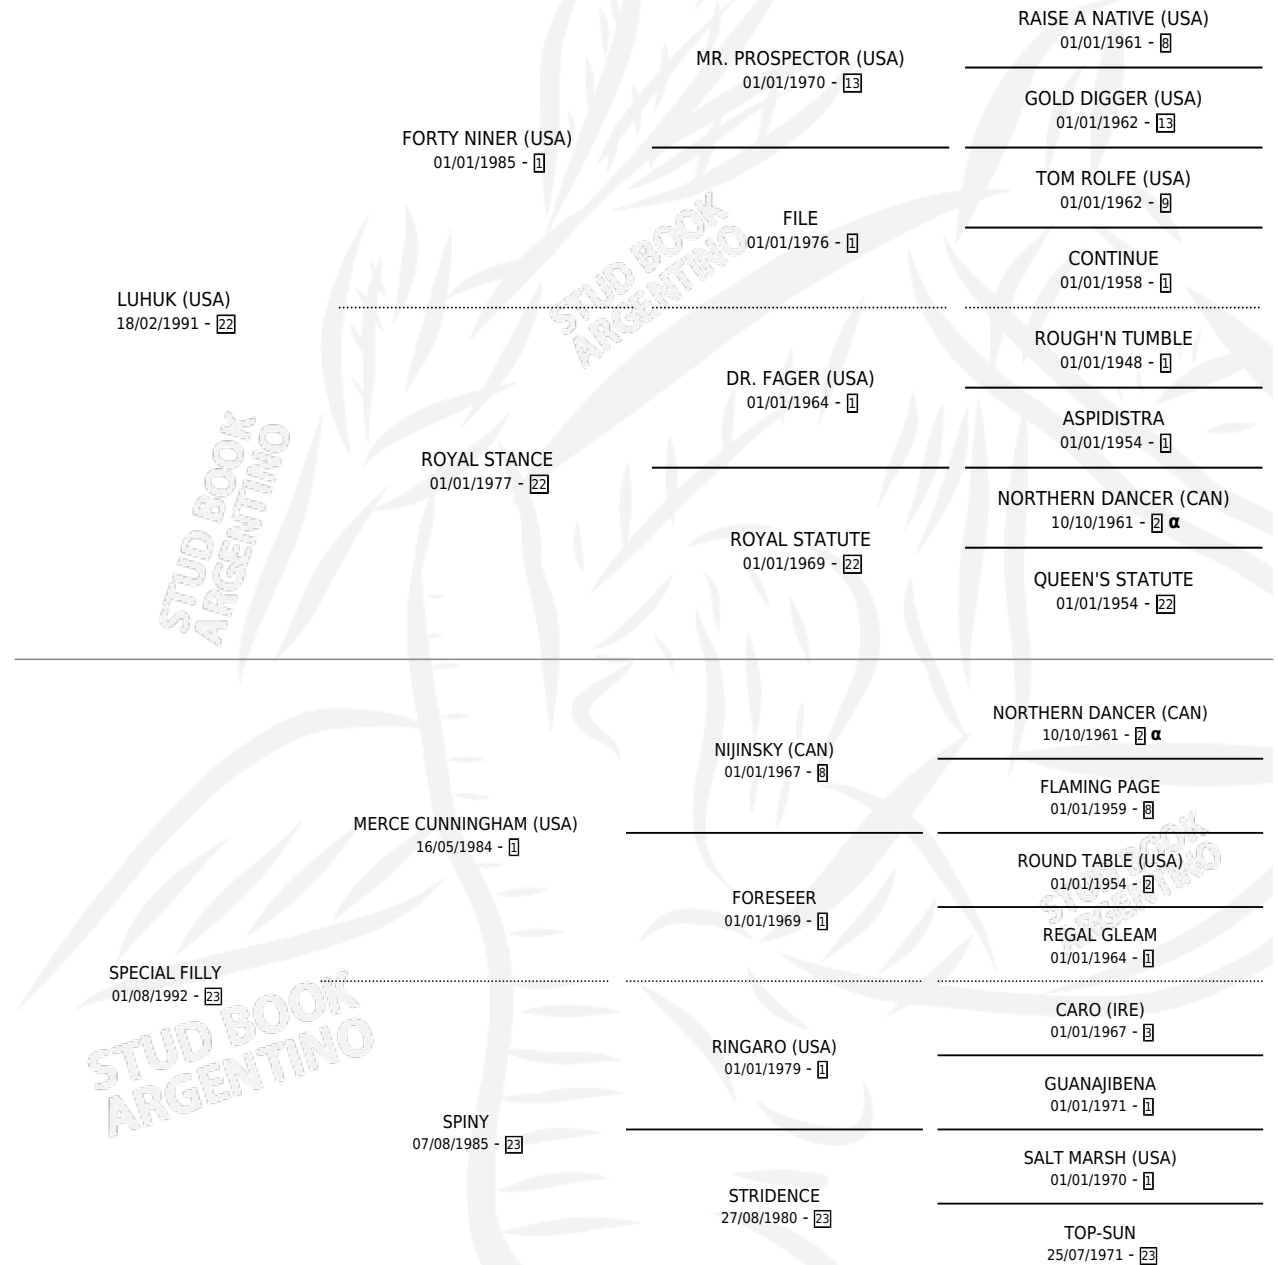 RAISE A NATIVE (USA)
01/01/1961 - 8
MR. PROSPECTOR (USA)
01/01/1970 - 13
GOLD DIGGER (USA)
01/01/1962 - 13
FORTY NINER (USA)
01/01/1985 - 1
TOM ROLFE (USA)
01/01/1962 - 9
FILE
01/01/1976 - 1
CONTINUE
01/01/1958 - 1
LUHUK (USA)
18/02/1991 - 22
ROUGH'N TUMBLE
01/01/1948 - 1
DR. FAGER (USA)
01/01/1964 - 1
ASPIDISTRA
01/01/1954 - 1
ROYAL STANCE
01/01/1977 - 22
NORTHERN DANCER (CAN)
10/10/1961 - 2 α
ROYAL STATUTE
01/01/1969 - 22
QUEEN'S STATUTE
01/01/1954 - 22
NORTHERN DANCER (CAN)
10/10/1961 - 2 α
NIJINSKY (CAN)
01/01/1967 - 8
FLAMING PAGE
01/01/1959 - 8
MERCE CUNNINGHAM (USA)
16/05/1984 - 1
ROUND TABLE (USA)
01/01/1954 - 2
FORESEER
01/01/1969 - 1
REGAL GLEAM
01/01/1964 - 1
SPECIAL FILLY
01/08/1992 - 23
CARO (IRE)
01/01/1967 - 3
RINGARO (USA)
01/01/1979 - 1
GUANAJIBENA
01/01/1971 - 1
SPINY
07/08/1985 - 23
SALT MARSH (USA)
01/01/1970 - 1
STRIDENCE
27/08/1980 - 23
TOP-SUN
25/07/1971 - 23
STUD BOOK
ARGENTINO
STUD BOOK
ARGENTINO
STUD BOOK
ARGENTINO
STUD BOOK
ARGENTINO